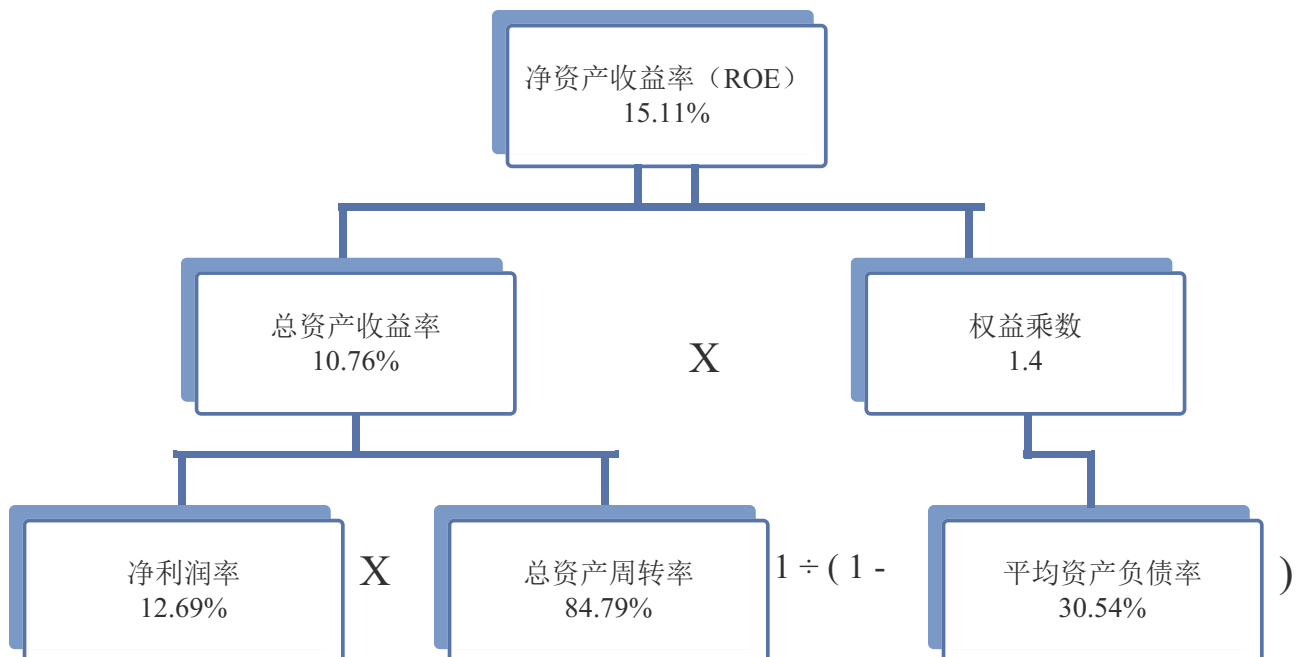 净资产收益率（ROE）
15.11%
总资产收益率
10.76%
X
权益乘数
1.4
净利润率
12.69%
X
总资产周转率
84.79%
1 ÷ ( 1 -
平均资产负债率
30.54%
)